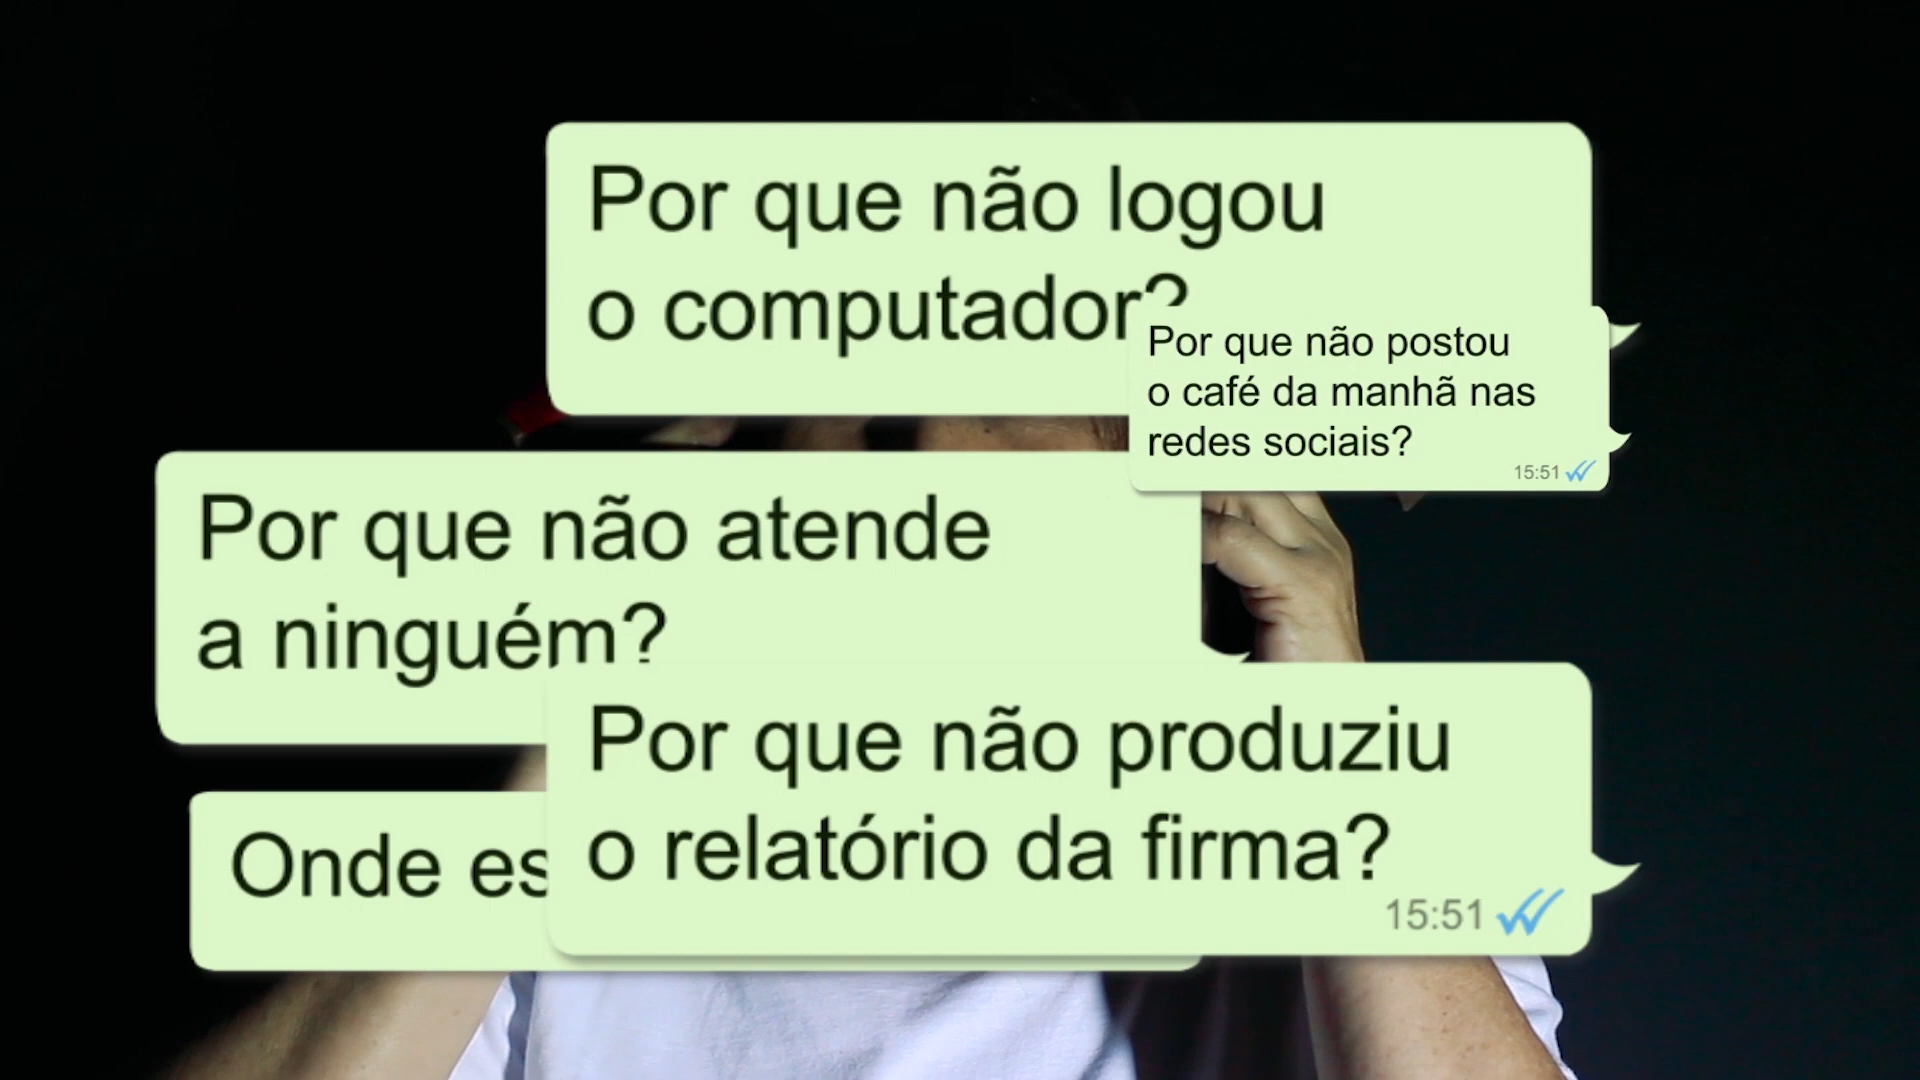 Por que não logou
o computador?
Por que não postou
o café da manhã nas
redes sociais?
15:51
Por que não atende
a ninguém?
Por que não produziu
o relatório da firma?
15:51
Onde